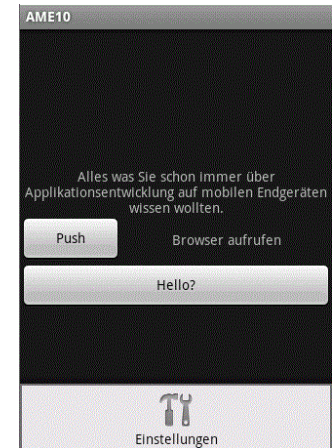 AME10
Alles was Sie schon immer über
Applikationsentwicklung auf mobilen Endgeräten
wissen wollten.
Push
Browser aufrufen
Hello?
Einstellungen